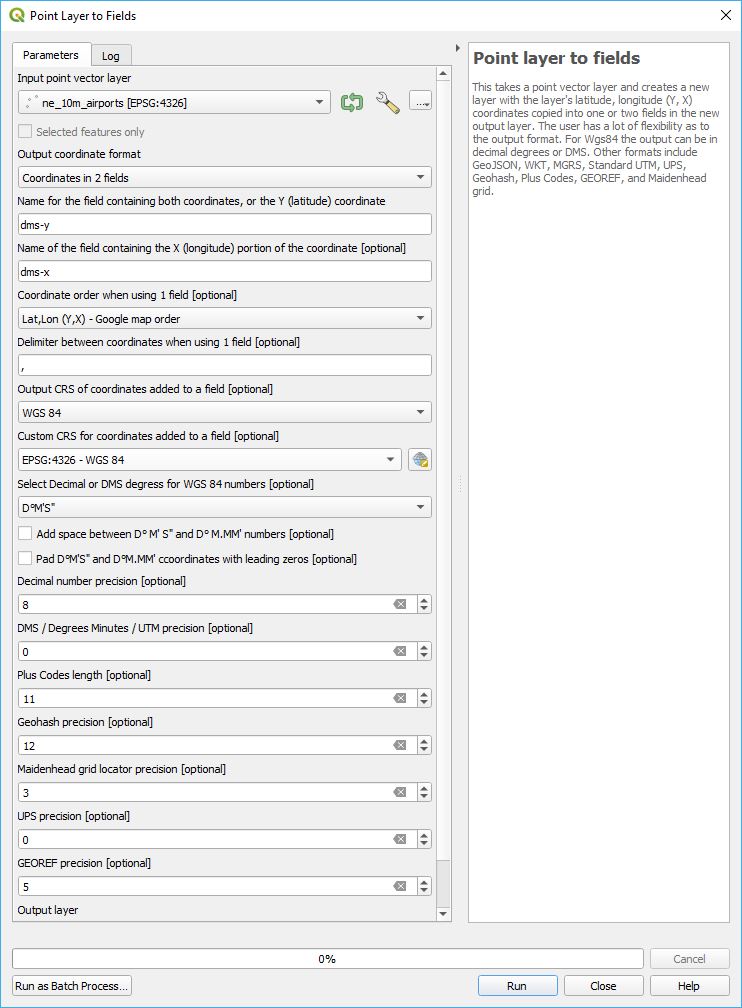 Point Layer to Fields
Parameters
Log
Input point vector layer
ne_10m_airports [EPSG:4326]
...
Selected features only
Output coordinate format
Coordinates in 2 fields
Name for the field containing both coordinates, or the Y (latitude) coordinate
dms-y
Name of the field containing the X (longitude) portion of the coordinate [optional]
dms-x
Coordinate order when using 1 field [optional]
Lat,Lon (Y,X) - Google map order
Delimiter between coordinates when using 1 field [optional]
,
Output CRS of coordinates added to a field [optional]
WGS 84
Custom CRS for coordinates added to a field [optional]
EPSG:4326 - WGS 84
Select Decimal or DMS degress for WGS 84 numbers [optional]
D°M'S"
Add space between D° M' S" and D° M.MM' numbers [optional]
Pad D°M'S" and D°M.MM' ccoordinates with leading zeros [optional]
Decimal number precision [optional]
8
DMS / Degrees Minutes / UTM precision [optional]
0
Plus Codes length [optional]
11
Geohash precision [optional]
12
Maidenhead grid locator precision [optional]
3
UPS precision [optional]
0
GEOREF precision [optional]
5
Output layer
Point layer to fields
This takes a point vector layer and creates a new
layer with the layer's latitude, longitude (Y, X)
coordinates copied into one or two fields in the new
output layer. The user has a lot of flexibility as to
the output format. For Wgs84 the output can be in
decimal degrees or DMS. Other formats include
GeoJSON, WKT, MGRS, Standard UTM, UPS,
Geohash, Plus Codes, GEOREF, and Maidenhead
grid.
0%
Cancel
Run as Batch Process...
Run
Close
Help